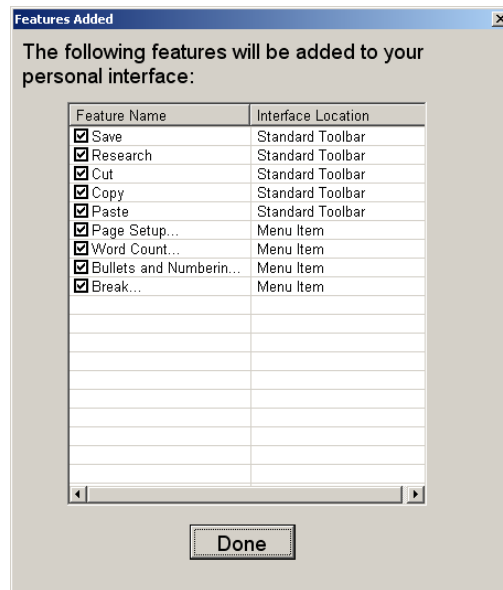 Features Added
The following features will be added to your
personal interface:
Feature Name Interface Location
Save Standard Toolbar
Research Standard Toolbar
Cut Standard Toolbar
Copy Standard Toolbar
Paste Standard Toolbar
Page Setup... Menu Item
Word Count... Menu Item
Bullets and Numberin... Menu Item
Break... Menu Item
Done